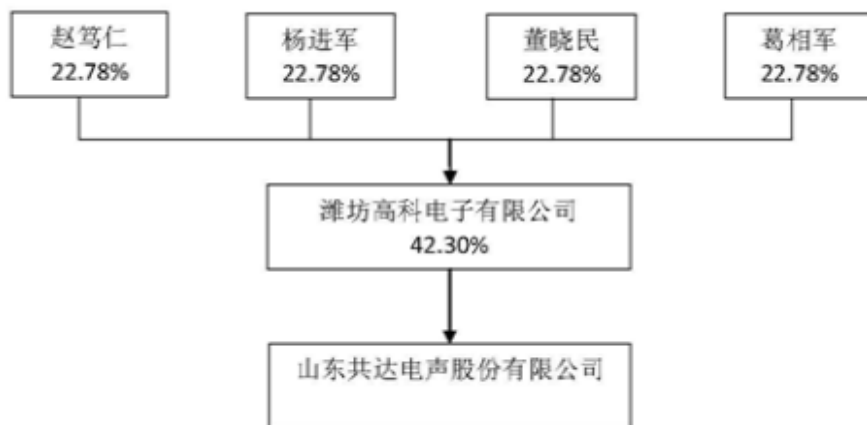 赵笃仁
22.78%
杨进军
22.78%
董晓民
22.78%
葛相军
22.78%
潍坊高科电子有限公司
42.30%
山东共达电声股份有限公司